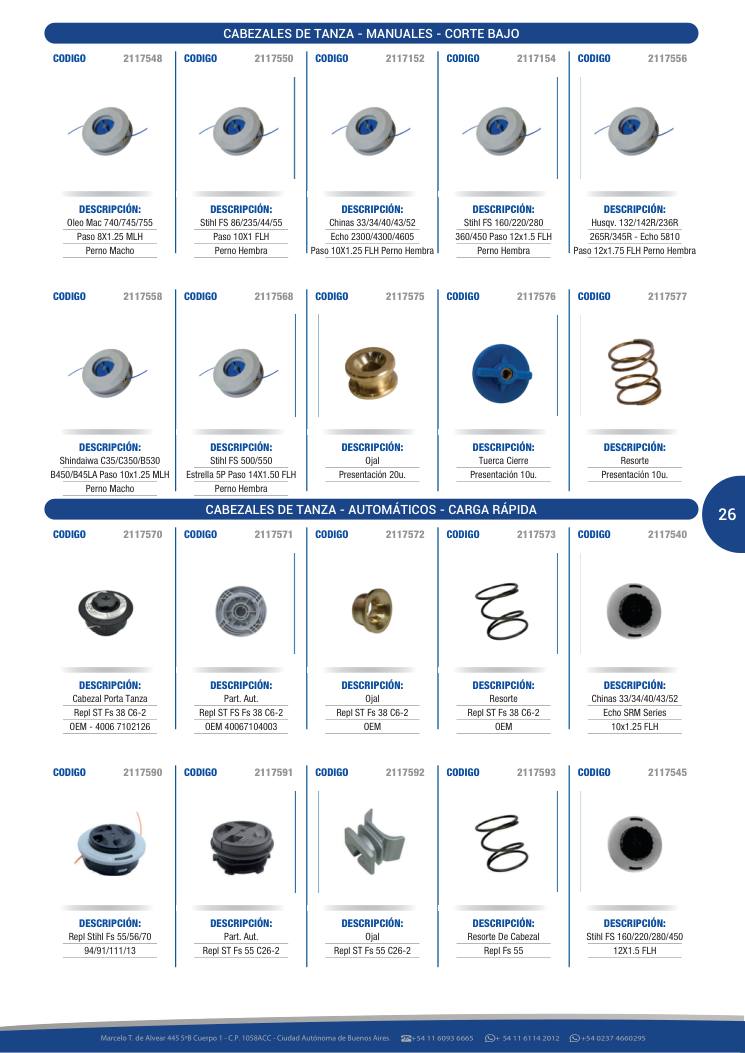 CABEZALES DE TANZA - MANUALES - CORTE BAJO
CODIGO 2117548
DESCRIPCIÓN:
Oleo Mac 740/745/755
Paso 8X1.25 MLH
Perno Macho
CODIGO 2117550
DESCRIPCIÓN:
Stihl FS 86/235/44/55
Paso 10X1 FLH
Perno Hembra
CODIGO 2117152
DESCRIPCIÓN:
Chinas 33/34/40/43/52
Echo 2300/4300/4605
Paso 10X1.25 FLH Perno Hembra
CODIGO 2117154
DESCRIPCIÓN:
Stihl FS 160/220/280
360/450 Paso 12x1.5 FLH
Perno Hembra
CODIGO 2117556
DESCRIPCIÓN:
Husqv. 132/142R/236R
265R/345R - Echo 5810
Paso 12x1.75 FLH Perno Hembra
CODIGO 2117558
DESCRIPCIÓN:
Shindaiwa C35/C350/B530
B450/B45LA Paso 10x1.25 MLH
Perno Macho
CODIGO 2117568
DESCRIPCIÓN:
Stihl FS 500/550
Estrella 5P Paso 14X1.50 FLH
Perno Hembra
CODIGO 2117575
DESCRIPCIÓN:
Ojal
Presentación 20u.
CODIGO 2117576
DESCRIPCIÓN:
Tuerca Cierre
Presentación 10u.
CODIGO 2117577
DESCRIPCIÓN:
Resorte
Presentación 10u.
CABEZALES DE TANZA - AUTOMÁTICOS - CARGA RÁPIDA
26
CODIGO 2117570
DESCRIPCIÓN:
Cabezal Porta Tanza
Repl ST Fs 38 C6-2
OEM - 4006 7102126
CODIGO 2117571
DESCRIPCIÓN:
Part. Aut.
Repl ST FS Fs 38 C6-2
OEM 40067104003
CODIGO 2117572
DESCRIPCIÓN:
Ojal
Repl ST Fs 38 C6-2
OEM
CODIGO 2117573
DESCRIPCIÓN:
Resorte
Repl ST Fs 38 C6-2
OEM
CODIGO 2117540
DESCRIPCIÓN:
Chinas 33/34/40/43/52
Echo SRM Series
10x1.25 FLH
CODIGO 2117590
DESCRIPCIÓN:
Repl Stihl Fs 55/56/70
94/91/111/13
CODIGO 2117591
DESCRIPCIÓN:
Part. Aut.
Repl ST Fs 55 C26-2
CODIGO 2117592
DESCRIPCIÓN:
Ojal
Repl ST Fs 55 C26-2
CODIGO 2117593
DESCRIPCIÓN:
Resorte De Cabezal
Repl Fs 55
CODIGO 2117545
DESCRIPCIÓN:
Stihl FS 160/220/280/450
12X1.5 FLH
Marcelo T. de Alvear 445 5ºB Cuerpo 1 - C.P. 1058ACC - Ciudad Autónoma de Buenos Aires. +54 11 6093 6665 + 54 11 6114 2012 +54 0237 4660295